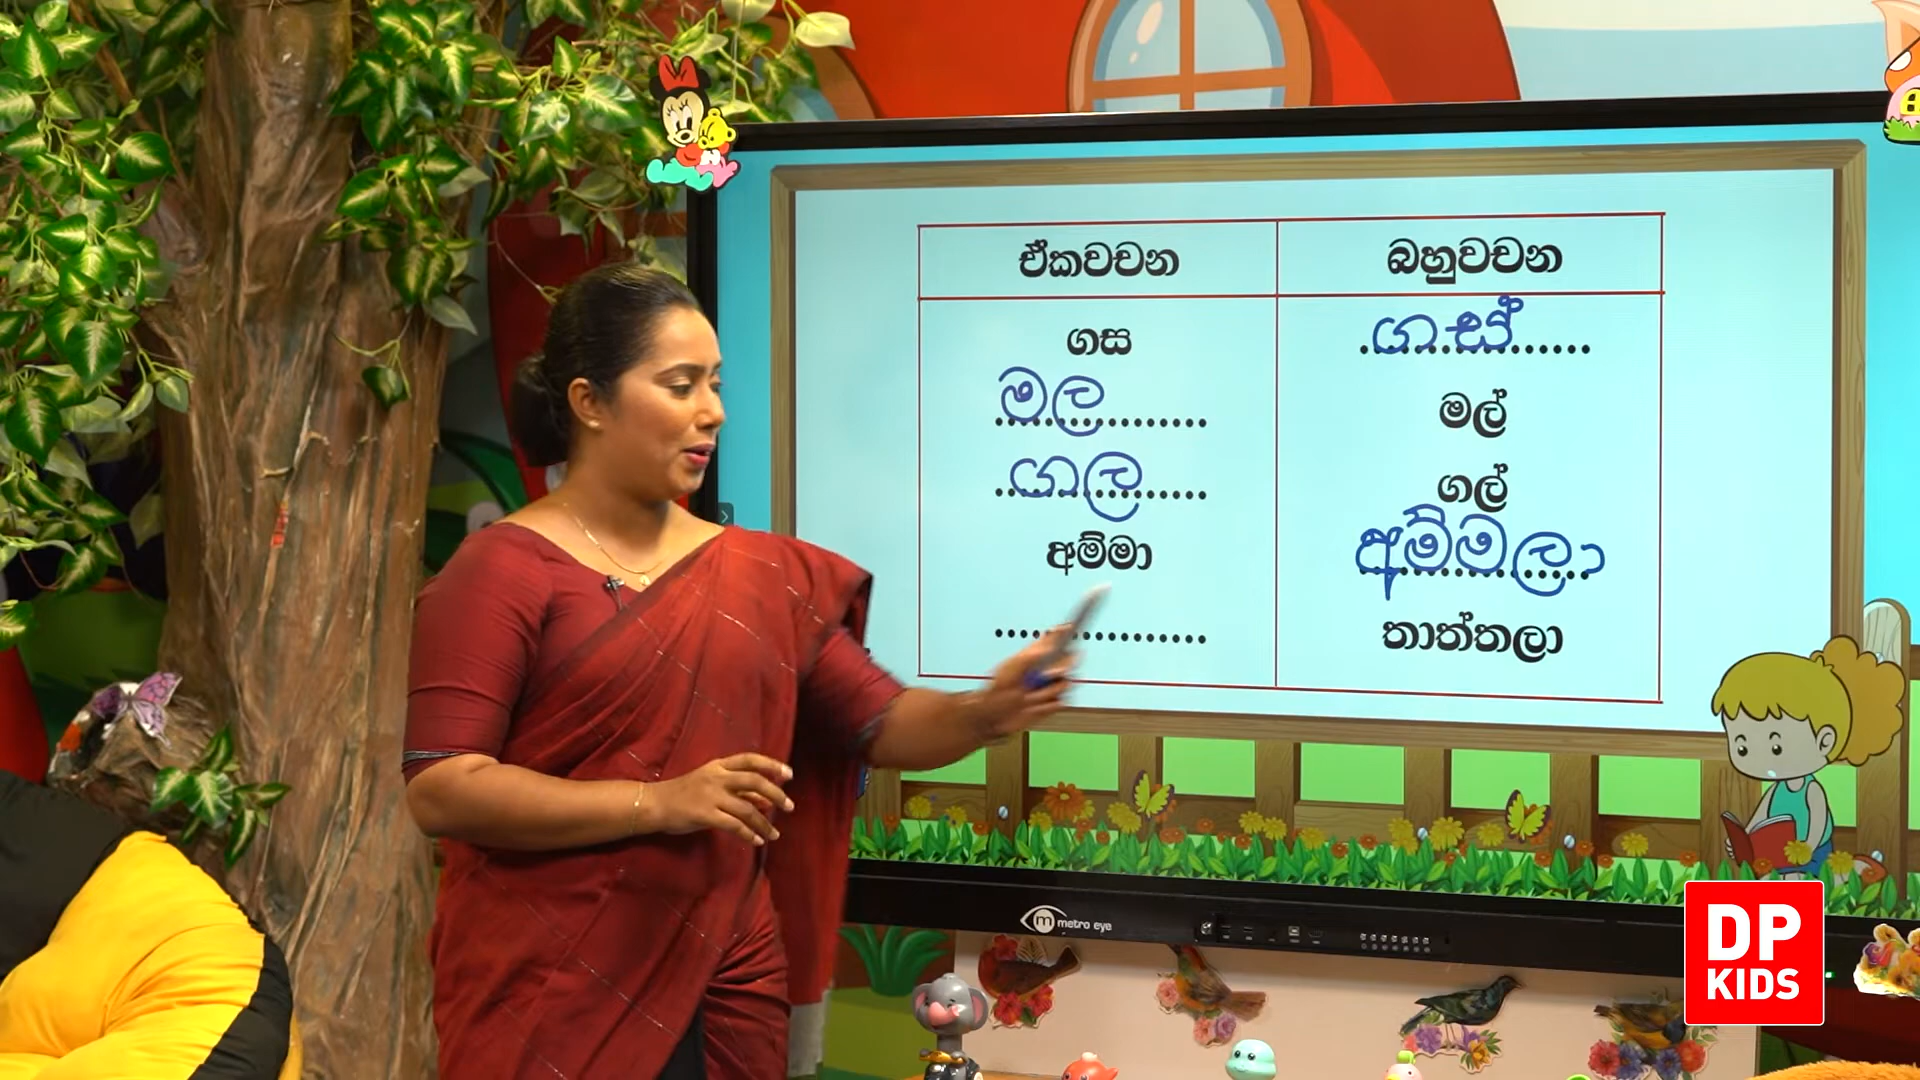 ඒකවචන බහුවචන
ගස ගස්
මල මල්
ගල ගල්
අම්මා අම්මලා
............... තාත්තලා
metro eye
DP
KIDS